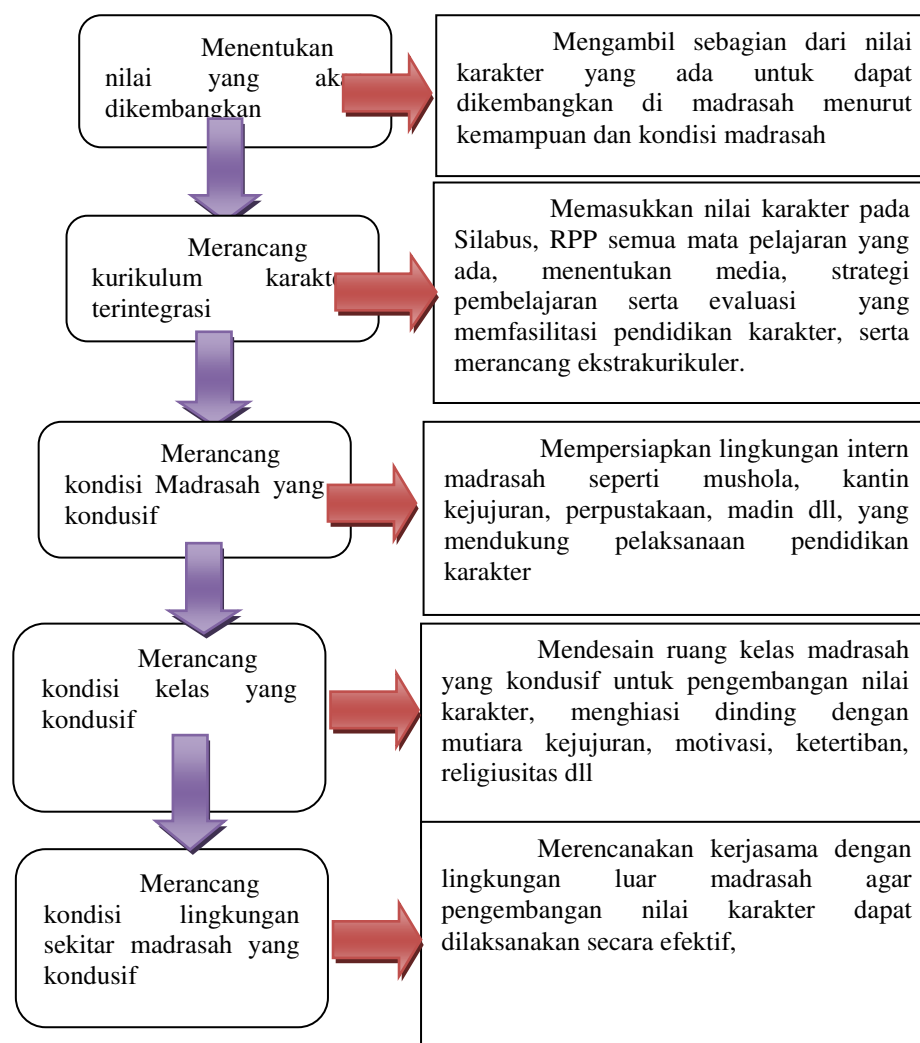 Menentukan
nilai yang aka
dikembangkan
Mengambil sebagian dari nilai
karakter yang ada untuk dapat
dikembangkan di madrasah menurut
kemampuan dan kondisi madrasah
Merancang
kurikulum karakte
terintegrasi
Memasukkan nilai karakter pada
Silabus, RPP semua mata pelajaran yang
ada, menentukan media, strategi
pembelajaran serta evaluasi yang
memfasilitasi pendidikan karakter, serta
merancang ekstrakurikuler.
Merancang
kondisi Madrasah yang
kondusif
Mempersiapkan lingkungan intern
madrasah seperti mushola, kantin
kejujuran, perpustakaan, madin dll, yang
mendukung pelaksanaan pendidikan
karakter
Merancang
kondisi kelas yang
kondusif
Mendesain ruang kelas madrasah
yang kondusif untuk pengembangan nilai
karakter, menghiasi dinding dengan
mutiara kejujuran, motivasi, ketertiban,
religiusitas dll
Merancang
kondisi lingkungan
sekitar madrasah yang
kondusif
Merencanakan kerjasama dengan
lingkungan luar madrasah agar
pengembangan nilai karakter dapat
dilaksanakan secara efektif,